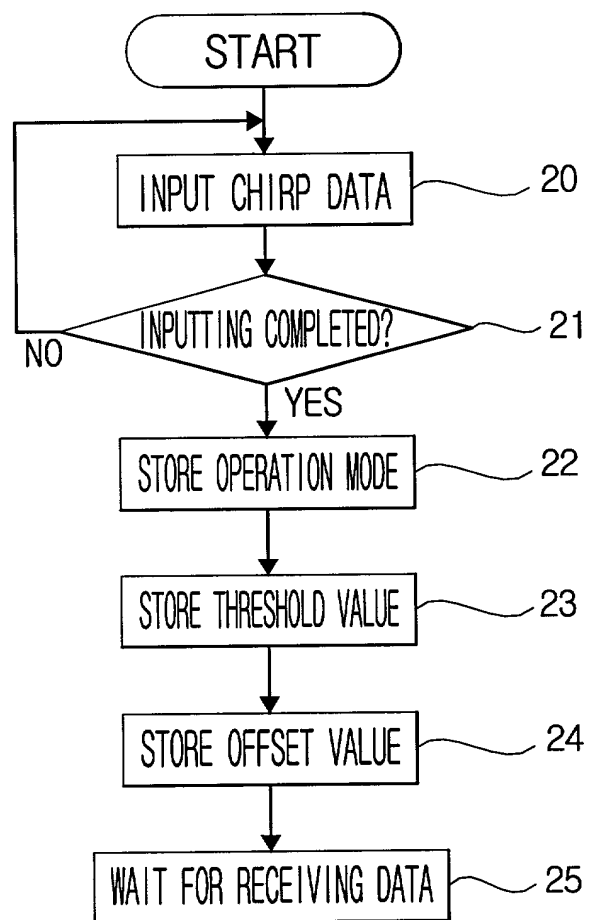 START
INPUT CHIRP DATA
20
INPUTTING COMPLETED?
21
NO
YES
STORE OPERATION MODE
22
STORE THRESHOLD VALUE
23
STORE OFFSET VALUE
24
WAIT FOR RECEIVING DATA
25